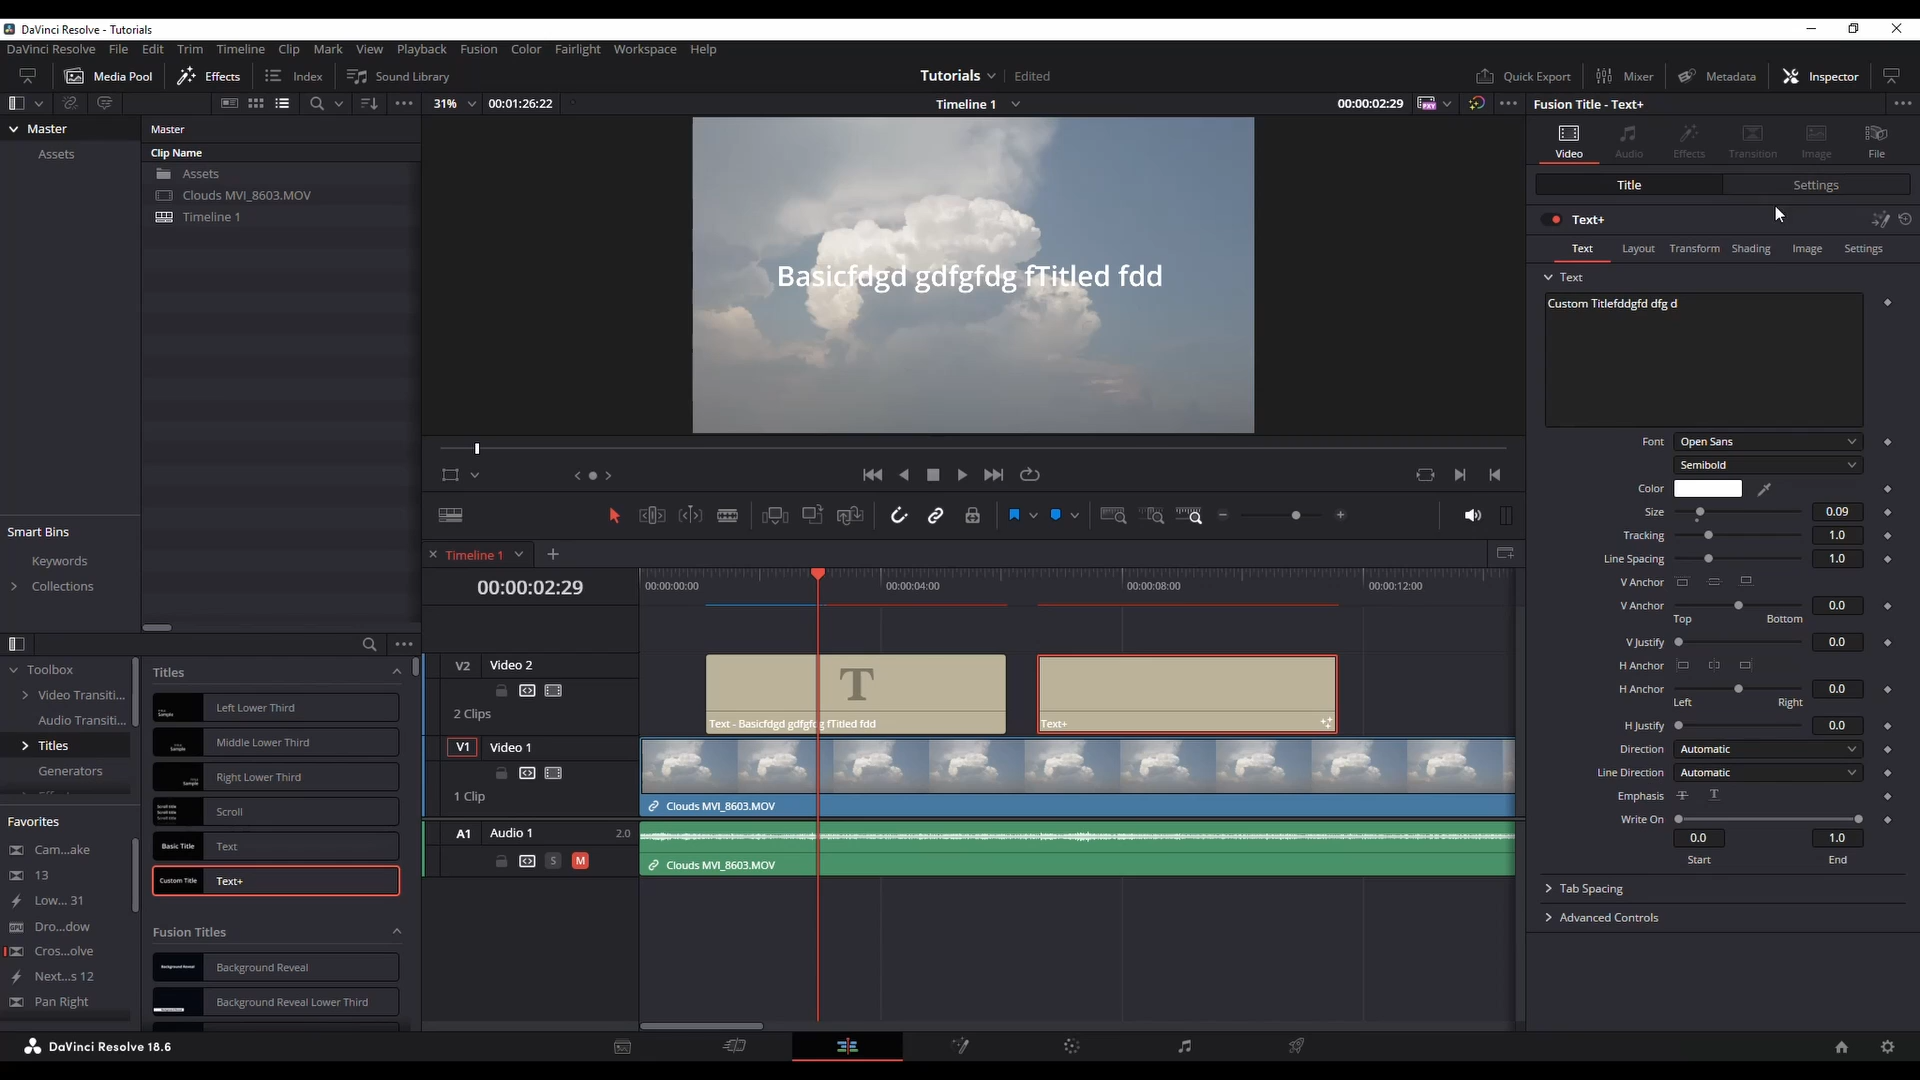 DaVinci Resolve - Tutorials
DaVinci Resolve File Edit Trim Timeline Clip Mark View Playback Fusion Color Fairlight Workspace Help
Media Pool Effects Index Sound Library Tutorials Edited Quick Export Mixer Metadata Inspector
31% 00:01:26:22 Timeline 1 00:00:02:29 Fusion Title - Text+
Master
Assets
Master
Clip Name
Assets
Clouds MVI_8603.MOV
Timeline 1
Smart Bins
Keywords
Collections
Basicfdgd gdfgfdg fTitled fdd
Video Audio Effects Transition Image File
Title Settings
Text+
Text Layout Transform Shading Image Settings
Text
Custom Titlefddgfd dfg d
Font Open Sans
Semibold
Color
Size 0.09
Tracking 1.0
Line Spacing 1.0
V Anchor
V Anchor 0.0
Top Bottom
V Justify 0.0
H Anchor
H Anchor 0.0
Left Right
H Justify 0.0
Direction Automatic
Line Direction Automatic
Emphasis T T
Write On
0.0 1.0
Start End
Tab Spacing
Advanced Controls
Timeline 1
00:00:02:29 00:00:00:00 00:00:04:00 00:00:08:00 00:00:12:00
V2 Video 2
2 Clips
T
Text - Basicfdgd gdfgfdg fTitled fdd
Text+
V1 Video 1
1 Clip
Clouds MVI_8603.MOV
A1 Audio 1 2.0
S M
Clouds MVI_8603.MOV
Toolbox
Video Transiti...
Audio Transiti...
Titles
Generators
Favorites
Cam...ake
13
Low... 31
Dro...dow
Cros...olve
Next...s 12
Pan Right
Titles
Left Lower Third
Middle Lower Third
Right Lower Third
Scroll
Basic Title Text
Custom Title Text+
Fusion Titles
Background Reveal Background Reveal
Background Reveal Lower Third
DaVinci Resolve 18.6